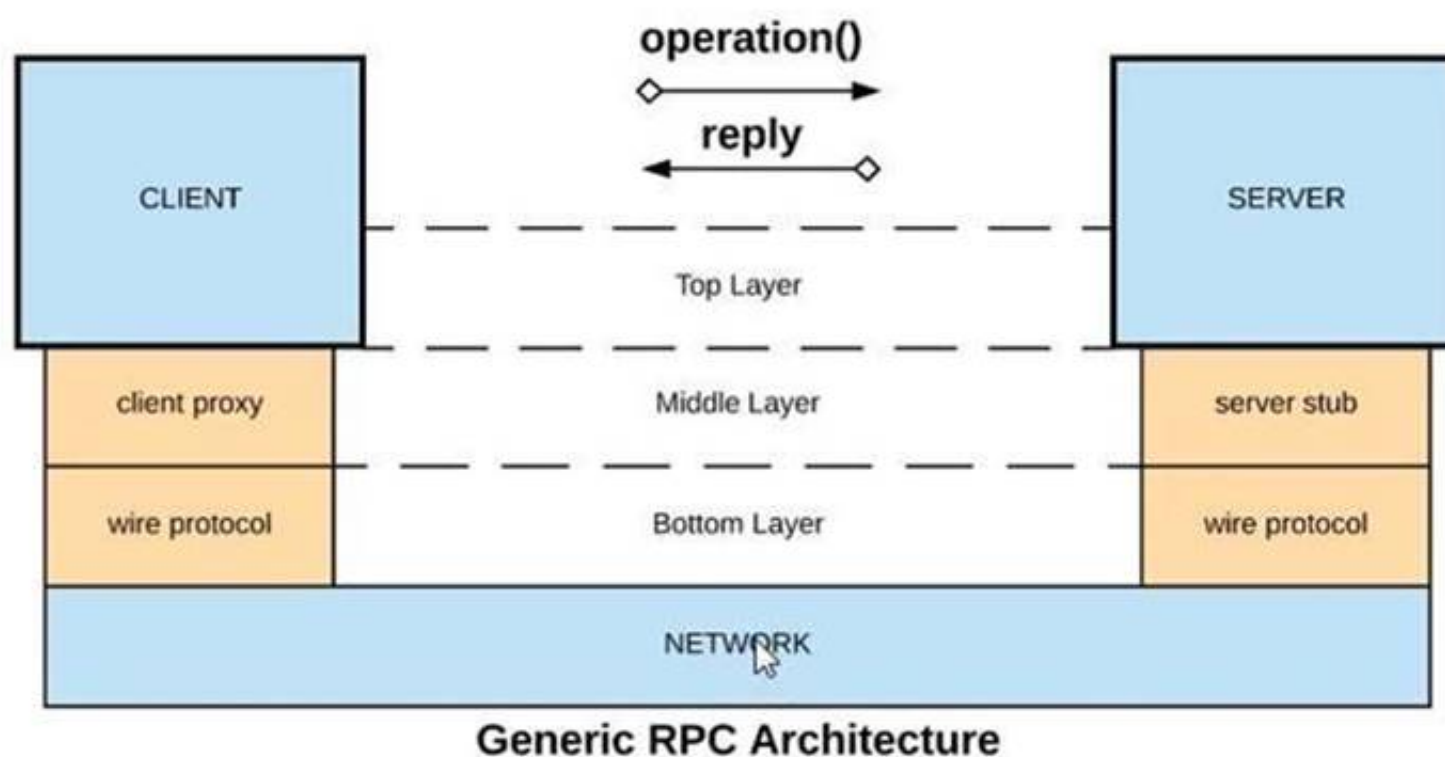 operation()
reply
CLIENT
SERVER
Top Layer
client proxy
Middle Layer
server stub
wire protocol
Bottom Layer
wire protocol
NETWORK
Generic RPC Architecture